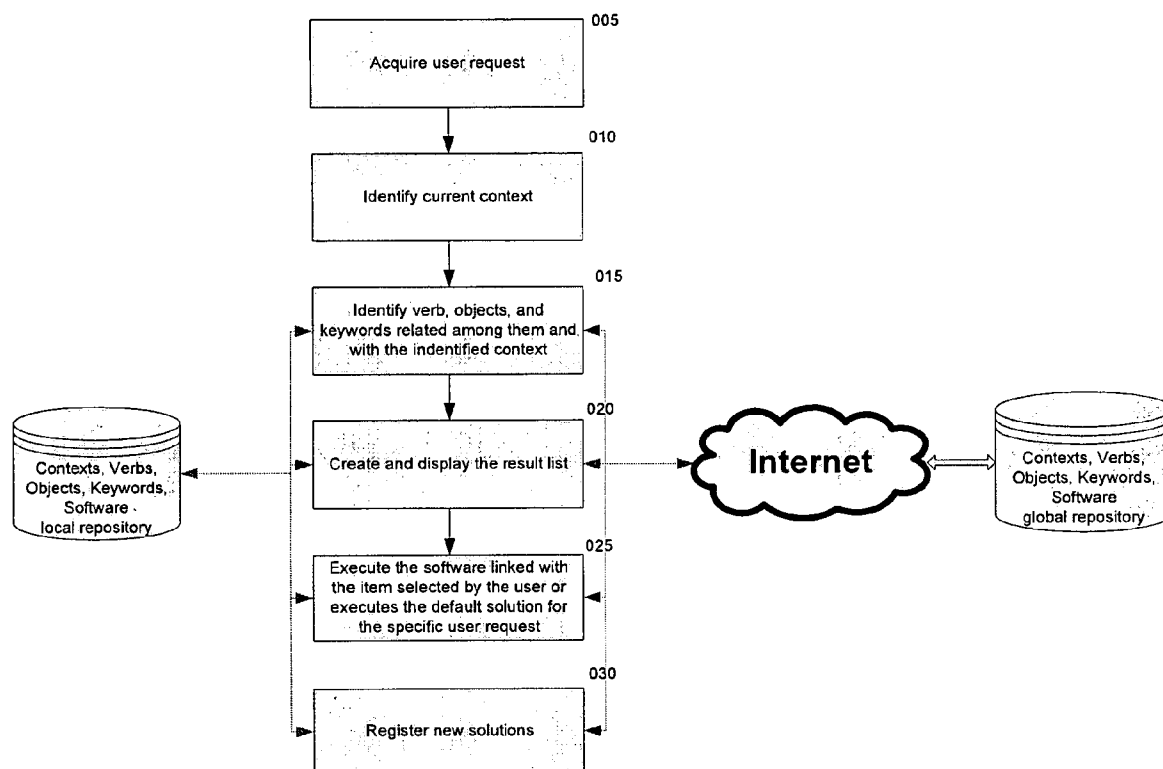 005
Acquire user request
010
Identify current context
015
Identify verb, objects, and
keywords related among them and
with the indentified context
020
Create and display the result list
Contexts, Verbs,
Objects, Keywords,
Software
local repository
Internet
Contexts, Verbs,
Objects, Keywords,
Software
global repository
025
Execute the software linked with
the item selected by the user or
executes the default solution for
the specific user request
030
Register new solutions